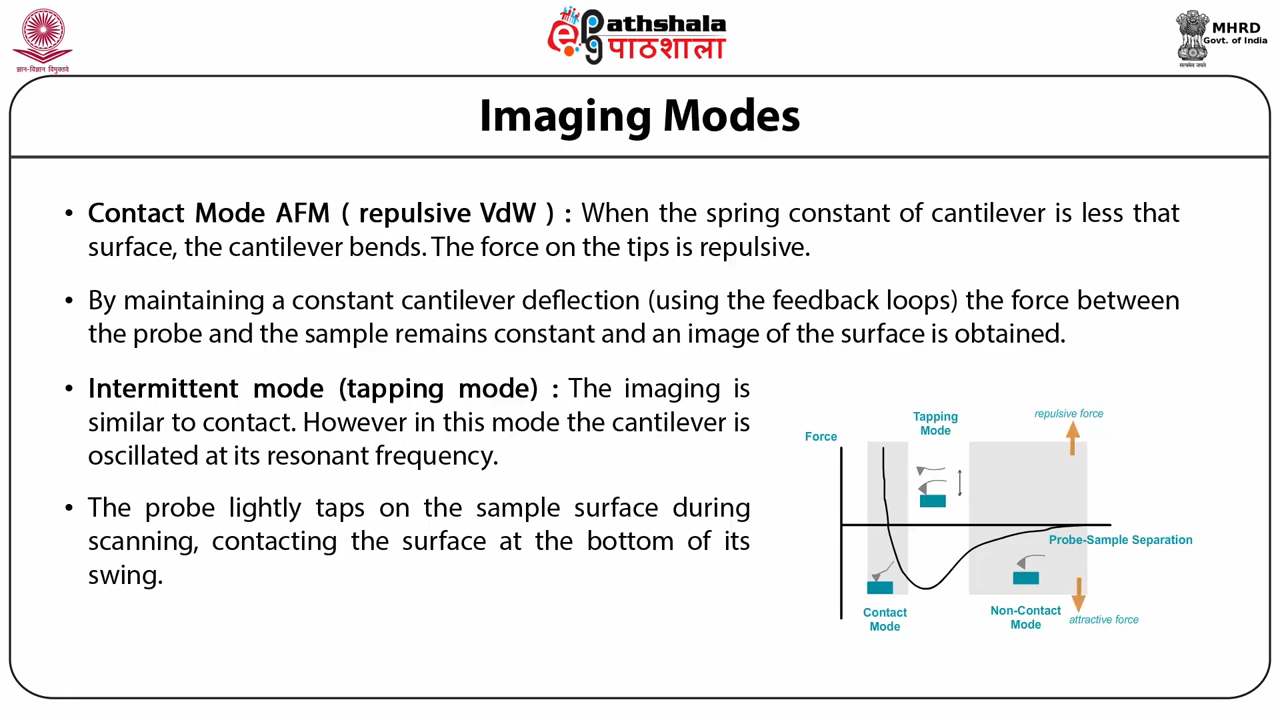 ज्ञान-विज्ञान विमुक्तये
ePathshala
पाठशाला
MHRD
Govt. of India
सत्यमेव जयते
Imaging Modes
• Contact Mode AFM ( repulsive VdW ) : When the spring constant of cantilever is less that
surface, the cantilever bends. The force on the tips is repulsive.
• By maintaining a constant cantilever deflection (using the feedback loops) the force between
the probe and the sample remains constant and an image of the surface is obtained.
• Intermittent mode (tapping mode) : The imaging is
similar to contact. However in this mode the cantilever is
oscillated at its resonant frequency.
• The probe lightly taps on the sample surface during
scanning, contacting the surface at the bottom of its
swing.
Force
Tapping
Mode
repulsive force
Probe-Sample Separation
Contact
Mode
Non-Contact
Mode
attractive force